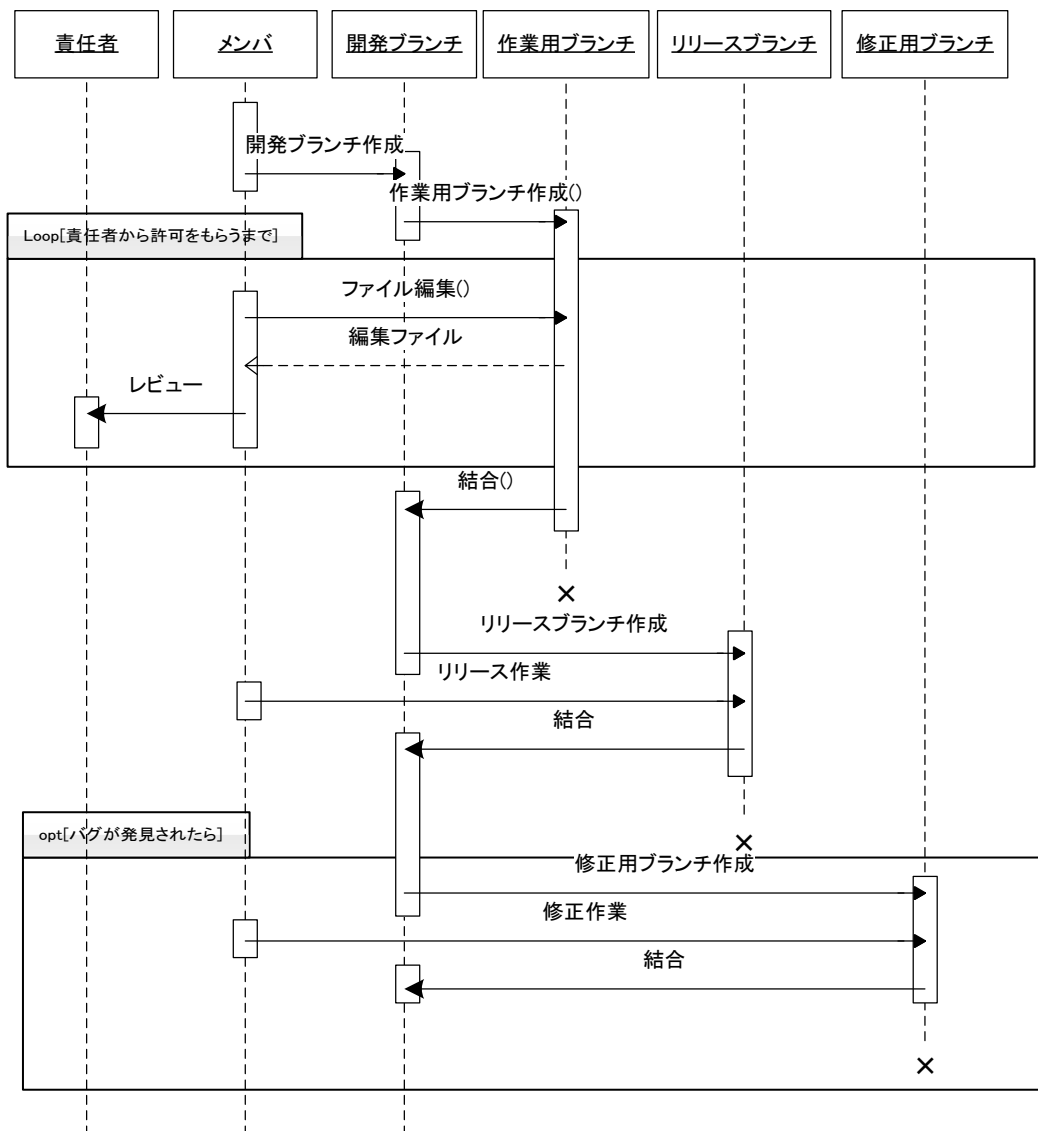 責任者
メンバ
開発ブランチ
作業用ブランチ
リリースブランチ
修正用ブランチ
開発ブランチ作成
作業用ブランチ作成()
Loop[責任者から許可をもらうまで]
ファイル編集()
編集ファイル
レビュー
結合()
リリースブランチ作成
リリース作業
結合
opt[バグが発見されたら]
修正用ブランチ作成
修正作業
結合